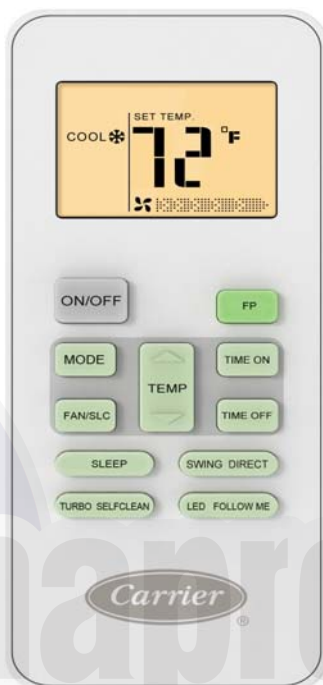 SET TEMP.
COOL 72 °F
ON/OFF FP
MODE TIME ON
TEMP
FAN/SLC TIME OFF
SLEEP SWING DIRECT
TURBO SELFCLEAN LED FOLLOW ME
Carrier ®